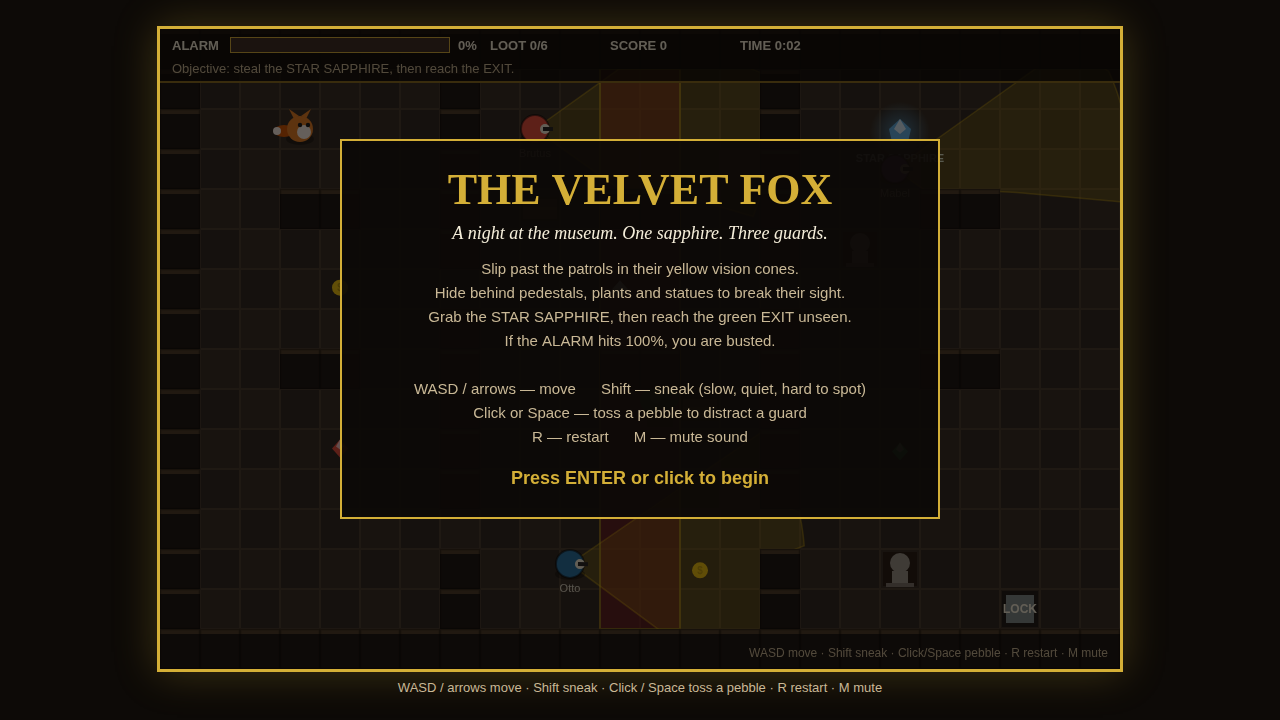 ALARM 0% LOOT 0/6 SCORE 0 TIME 0:02
Objective: steal the STAR SAPPHIRE, then reach the EXIT.
THE VELVET FOX
A night at the museum. One sapphire. Three guards.
Slip past the patrols in their yellow vision cones.
Hide behind pedestals, plants and statues to break their sight.
Grab the STAR SAPPHIRE, then reach the green EXIT unseen.
If the ALARM hits 100%, you are busted.
WASD / arrows — move Shift — sneak (slow, quiet, hard to spot)
Click or Space — toss a pebble to distract a guard
R — restart M — mute sound
Press ENTER or click to begin
Otto
LOCK
WASD move · Shift sneak · Click/Space pebble · R restart · M mute
WASD / arrows move · Shift sneak · Click / Space toss a pebble · R restart · M mute